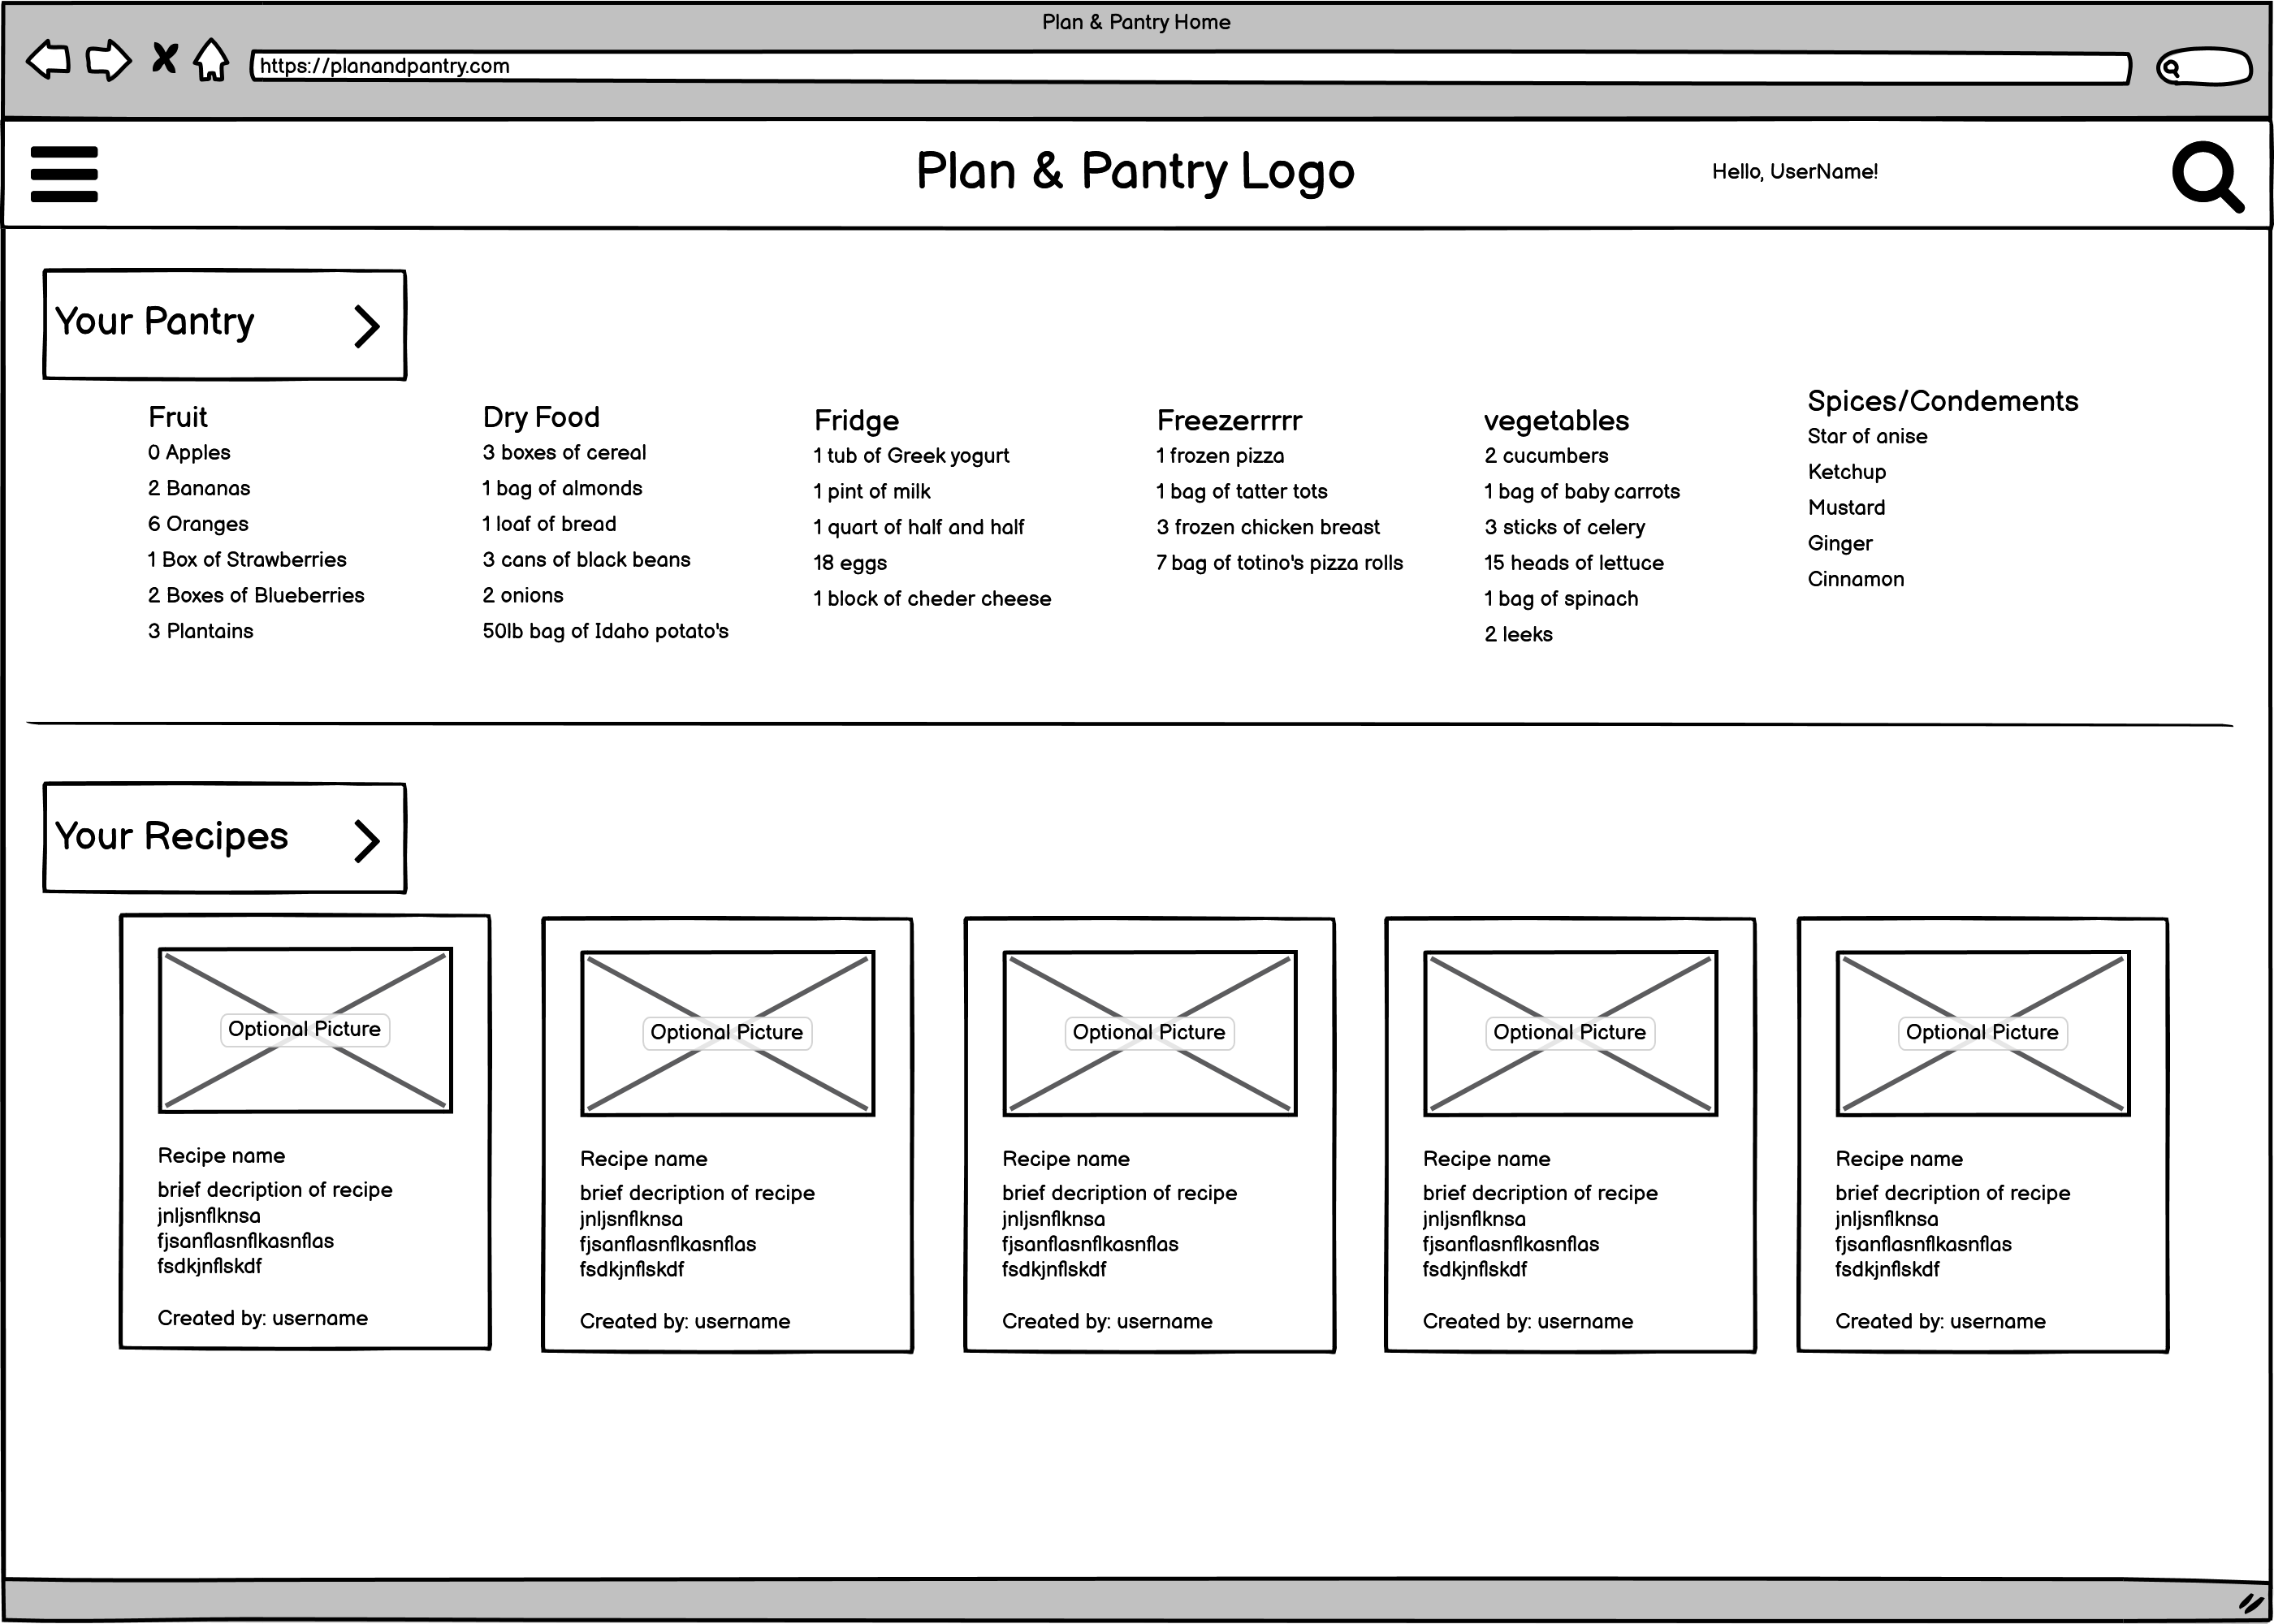 Plan & Pantry Home
https://planandpantry.com
Plan & Pantry Logo
Hello, UserName!
Your Pantry
Fruit
0 Apples
2 Bananas
6 Oranges
1 Box of Strawberries
2 Boxes of Blueberries
3 Plantains
Dry Food
3 boxes of cereal
1 bag of almonds
1 loaf of bread
3 cans of black beans
2 onions
50lb bag of Idaho potato's
Fridge
1 tub of Greek yogurt
1 pint of milk
1 quart of half and half
18 eggs
1 block of cheder cheese
Freezerrrrr
1 frozen pizza
1 bag of tatter tots
3 frozen chicken breast
7 bag of totino's pizza rolls
vegetables
2 cucumbers
1 bag of baby carrots
3 sticks of celery
15 heads of lettuce
1 bag of spinach
2 leeks
Spices/Condements
Star of anise
Ketchup
Mustard
Ginger
Cinnamon
Your Recipes
Optional Picture
Recipe name
brief decription of recipe
jnljsnflknsa
fjsanflasnflkasnflas
fsdkjnflskdf
Created by: username
Optional Picture
Recipe name
brief decription of recipe
jnljsnflknsa
fjsanflasnflkasnflas
fsdkjnflskdf
Created by: username
Optional Picture
Recipe name
brief decription of recipe
jnljsnflknsa
fjsanflasnflkasnflas
fsdkjnflskdf
Created by: username
Optional Picture
Recipe name
brief decription of recipe
jnljsnflknsa
fjsanflasnflkasnflas
fsdkjnflskdf
Created by: username
Optional Picture
Recipe name
brief decription of recipe
jnljsnflknsa
fjsanflasnflkasnflas
fsdkjnflskdf
Created by: username